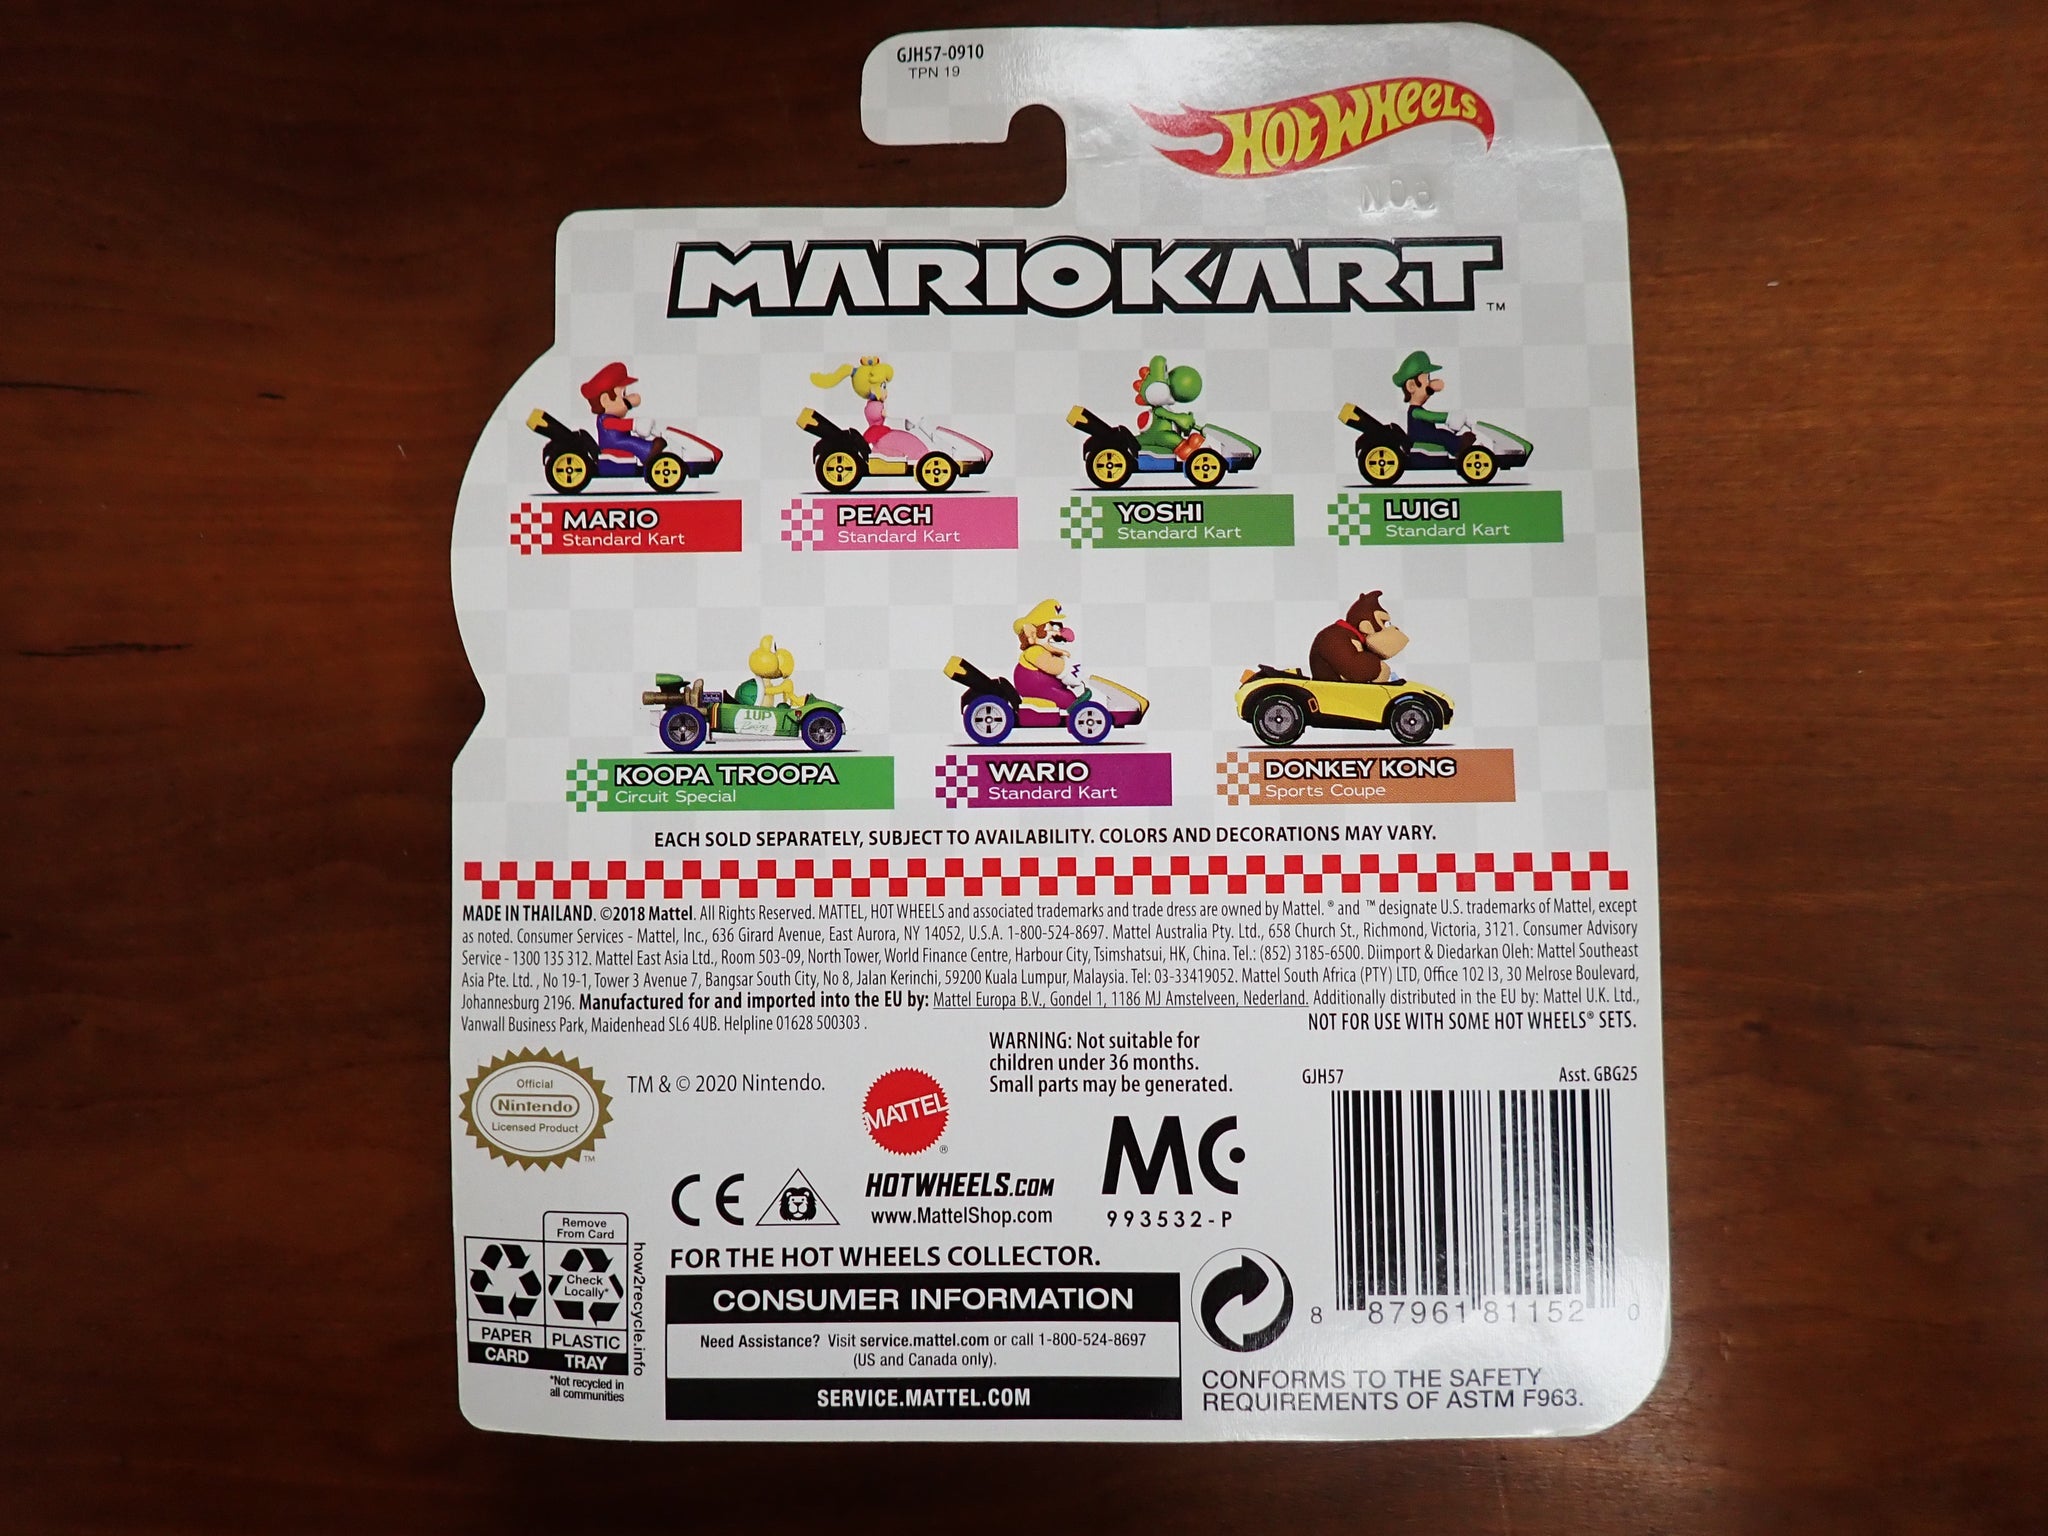 GJH57-0910
TPN 19
HOT WHEELS
N06
MARIOKART™
MARIO
Standard Kart
PEACH
Standard Kart
YOSHI
Standard Kart
LUIGI
Standard Kart
1UP
KOOPA TROOPA
Circuit Special
WARIO
Standard Kart
DONKEY KONG
Sports Coupe
EACH SOLD SEPARATELY, SUBJECT TO AVAILABILITY. COLORS AND DECORATIONS MAY VARY.
MADE IN THAILAND. ©2018 Mattel. All Rights Reserved. MATTEL, HOT WHEELS and associated trademarks and trade dress are owned by Mattel. ® and ™ designate U.S. trademarks of Mattel, except
as noted. Consumer Services - Mattel, Inc., 636 Girard Avenue, East Aurora, NY 14052, U.S.A. 1-800-524-8697. Mattel Australia Pty. Ltd., 658 Church St., Richmond, Victoria, 3121. Consumer Advisory
Service - 1300 135 312. Mattel East Asia Ltd., Room 503-09, North Tower, World Finance Centre, Harbour City, Tsimshatsui, HK, China. Tel.: (852) 3185-6500. Diimport & Diedarkan Oleh: Mattel Southeast
Asia Pte. Ltd., No 19-1, Tower 3 Avenue 7, Bangsar South City, No 8, Jalan Kerinchi, 59200 Kuala Lumpur, Malaysia. Tel: 03-33419052. Mattel South Africa (PTY) LTD, Office 102 I3, 30 Melrose Boulevard,
Johannesburg 2196. Manufactured for and imported into the EU by: Mattel Europa B.V., Gondel 1, 1186 MJ Amstelveen, Nederland. Additionally distributed in the EU by: Mattel U.K. Ltd.,
Vanwall Business Park, Maidenhead SL6 4UB. Helpline 01628 500303.
NOT FOR USE WITH SOME HOT WHEELS® SETS.
Official
Nintendo
Licensed Product
TM
TM & © 2020 Nintendo.
MATTEL®
WARNING: Not suitable for
children under 36 months.
Small parts may be generated.
GJH57
Asst. GBG25
CE
HOTWHEELS.COM
www.MattelShop.com
MC
993532-P
8 87961 81152 0
Remove
From Card
Check
Locally*
PAPER
CARD
PLASTIC
TRAY
*Not recycled in
all communities
how2recycle.info
FOR THE HOT WHEELS COLLECTOR.
CONSUMER INFORMATION
Need Assistance? Visit service.mattel.com or call 1-800-524-8697
(US and Canada only).
SERVICE.MATTEL.COM
CONFORMS TO THE SAFETY
REQUIREMENTS OF ASTM F963.